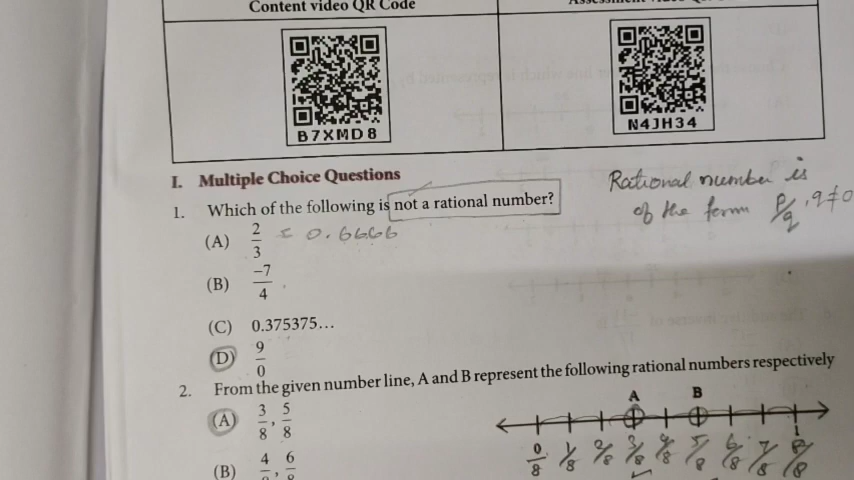 Content video QR Code
B7XMD8
N4JH34
I. Multiple Choice Questions
1. Which of the following is not a rational number?
Rational number is
of the form p/q, q≠0
(A) 2/3 = 0.6666
(B) -7/4
(C) 0.375375...
(D) 9/0
2. From the given number line, A and B represent the following rational numbers respectively
(A) 3/8, 5/8
A B
1
0/8 1/8 2/8 3/8 4/8 5/8 6/8 7/8 8/8
(B) 4 , 6/8